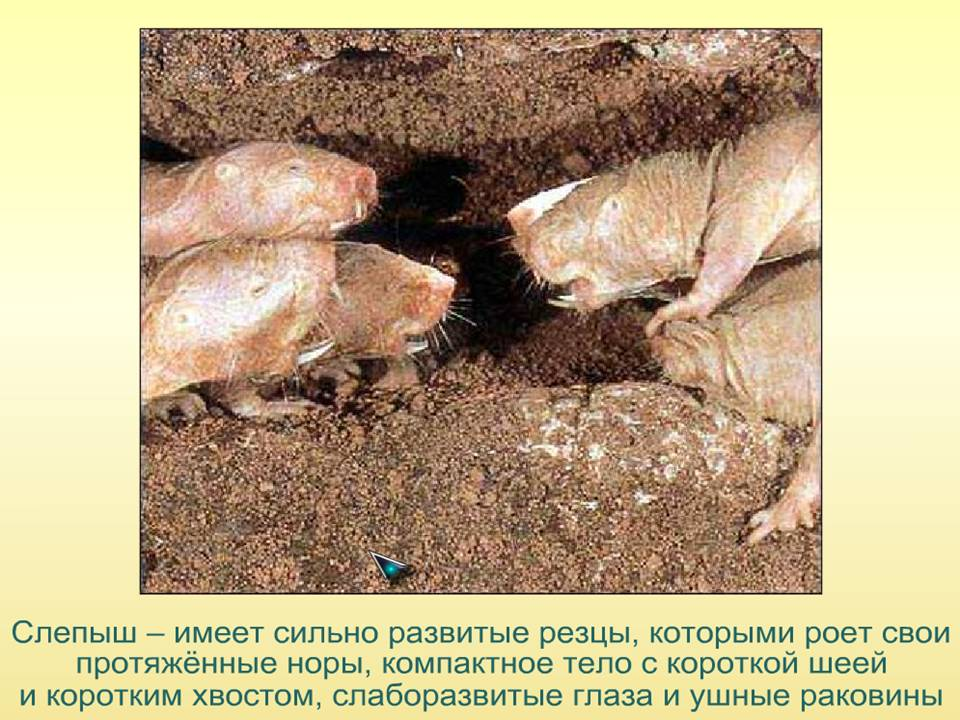 Слепыш – имеет сильно развитые резцы, которыми роет свои
протяжённые норы, компактное тело с короткой шеей
и коротким хвостом, слаборазвитые глаза и ушные раковины